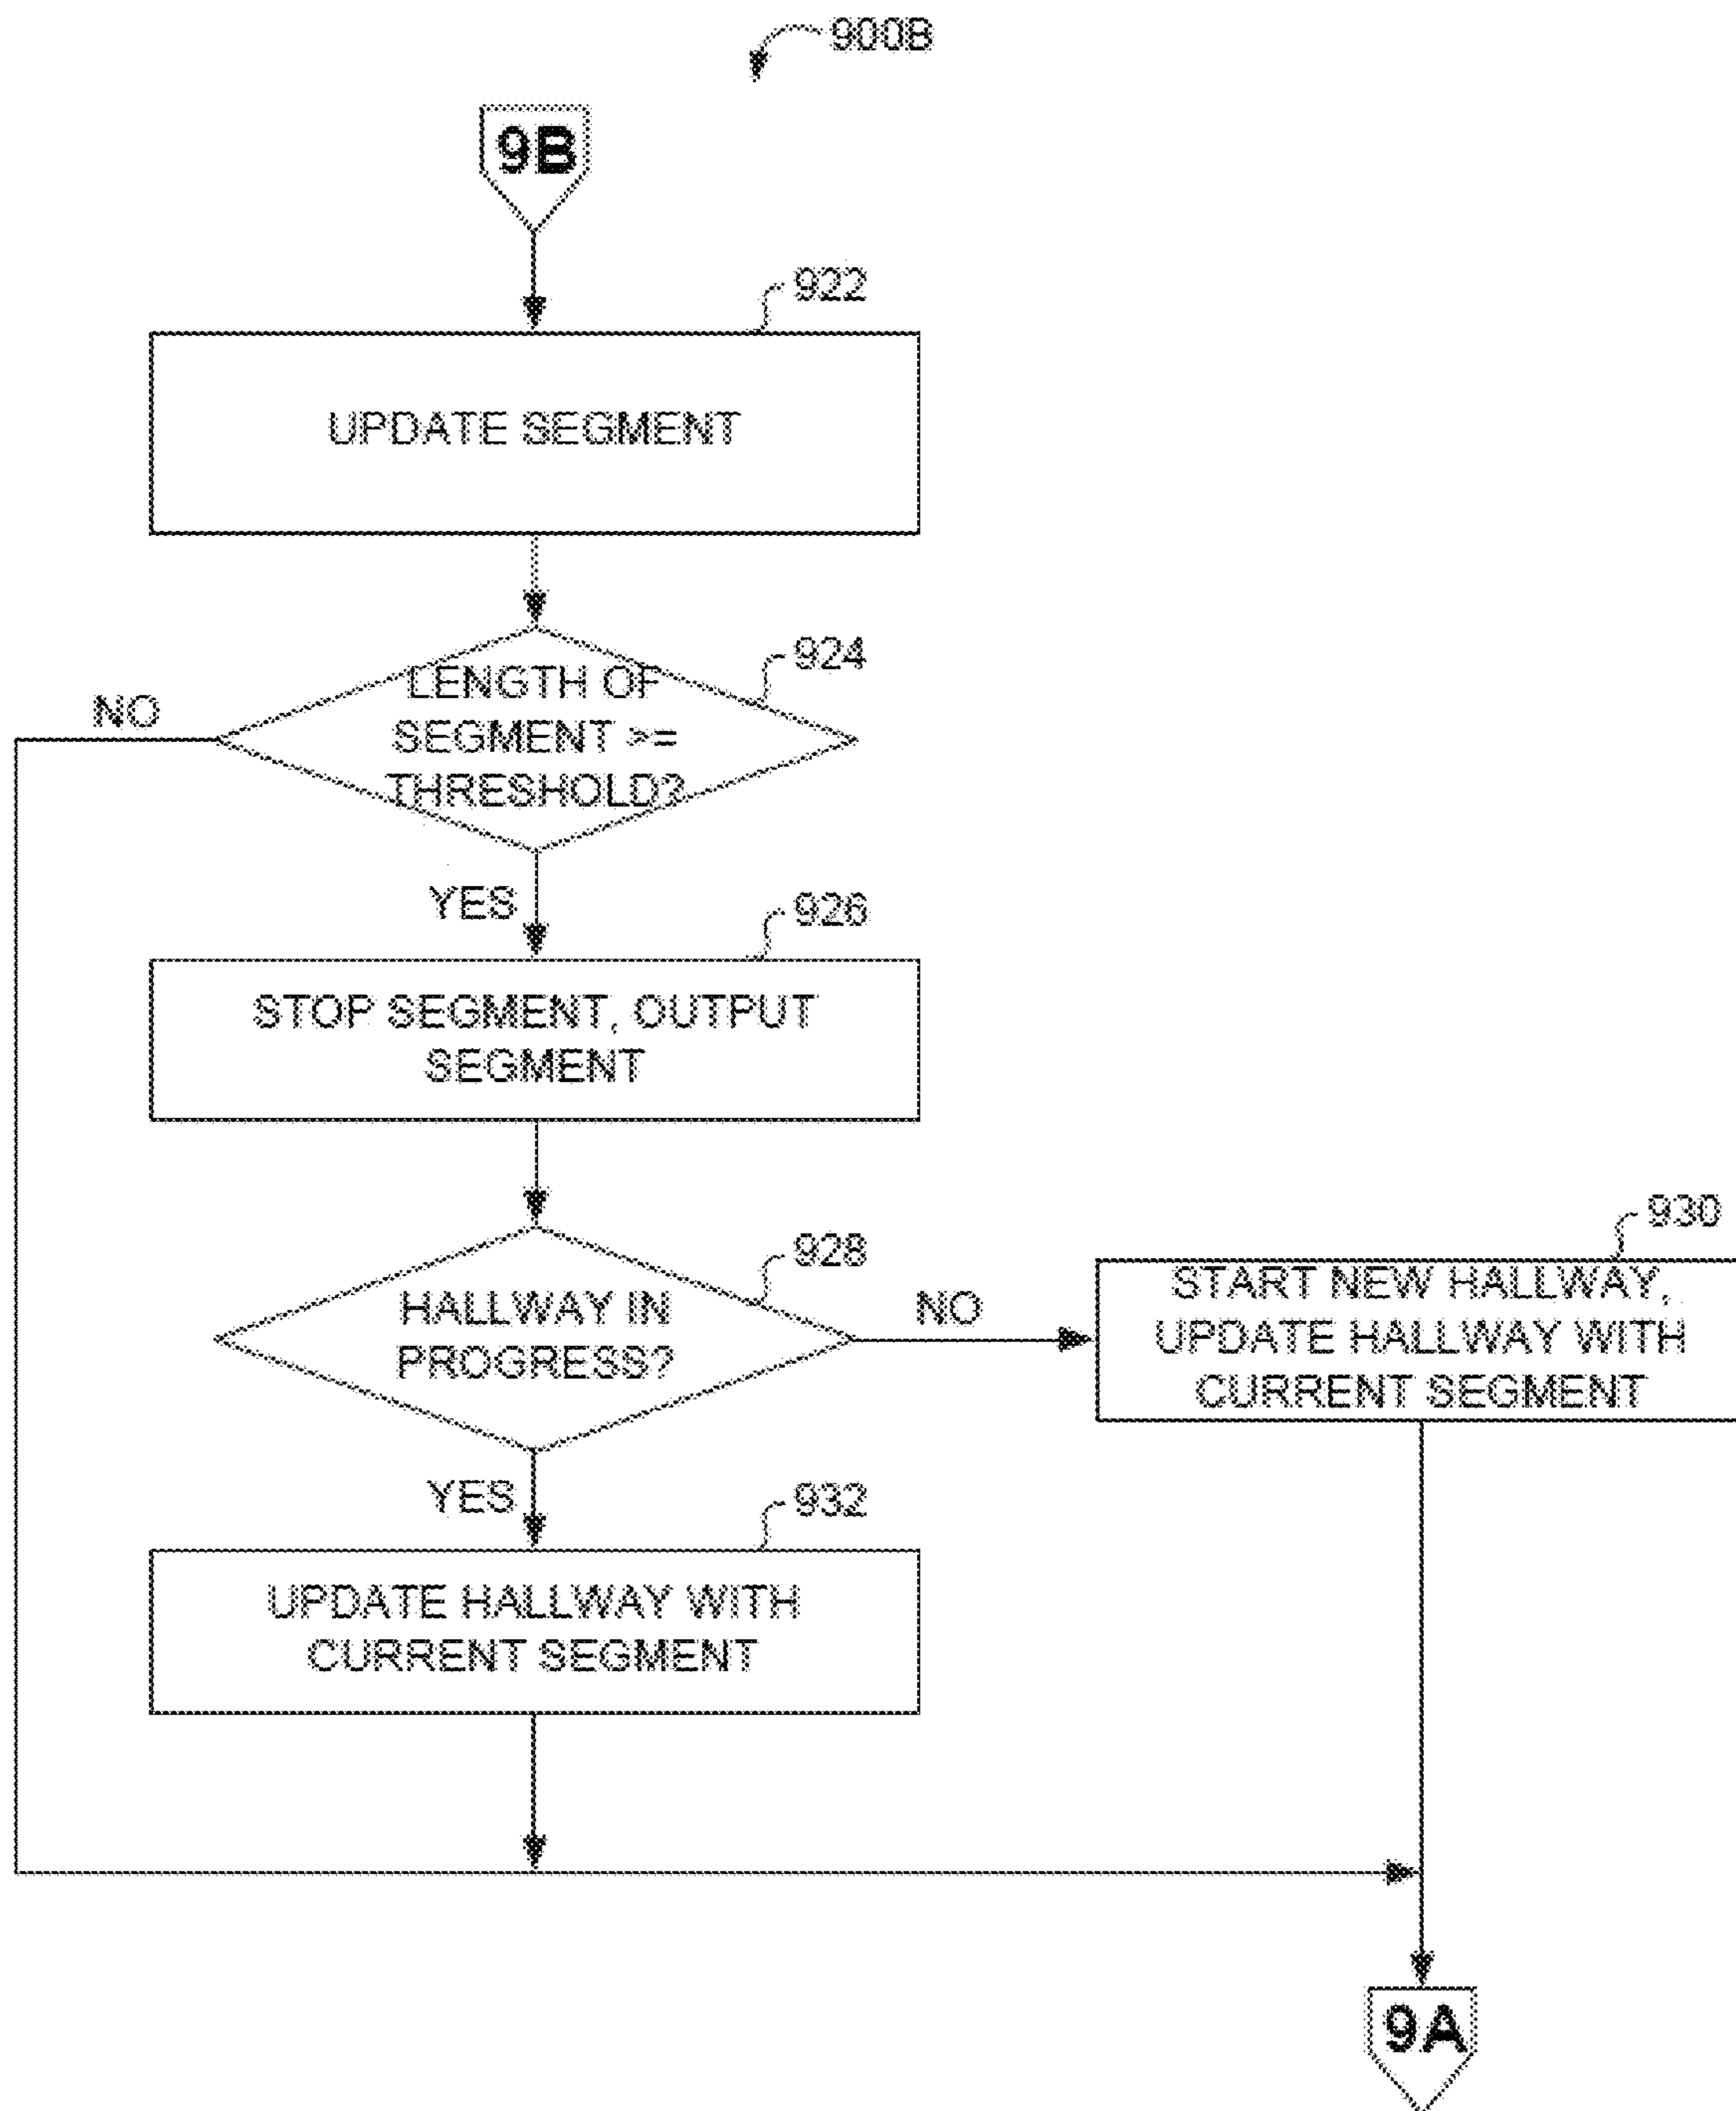 900B
9B
922
UPDATE SEGMENT
924
LENGTH OF
SEGMENT >=
THRESHOLD?
NO
YES
926
STOP SEGMENT, OUTPUT
SEGMENT
928
HALLWAY IN
PROGRESS?
NO
930
START NEW HALLWAY,
UPDATE HALLWAY WITH
CURRENT SEGMENT
YES
932
UPDATE HALLWAY WITH
CURRENT SEGMENT
9A